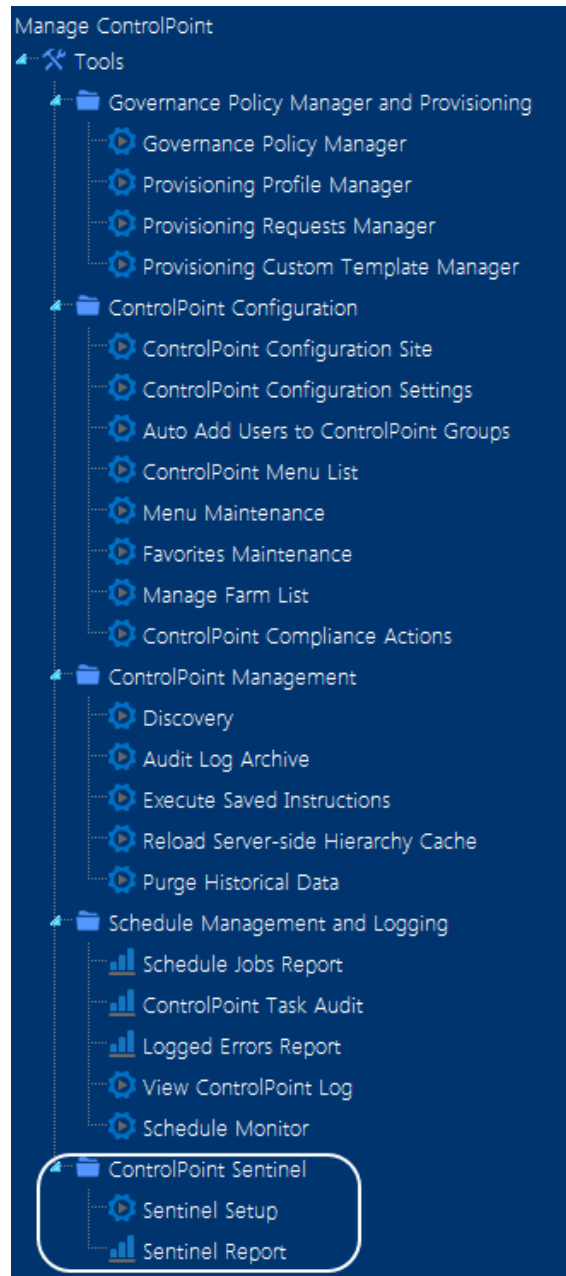 Manage ControlPoint
Tools
Governance Policy Manager and Provisioning
Governance Policy Manager
Provisioning Profile Manager
Provisioning Requests Manager
Provisioning Custom Template Manager
ControlPoint Configuration
ControlPoint Configuration Site
ControlPoint Configuration Settings
Auto Add Users to ControlPoint Groups
ControlPoint Menu List
Menu Maintenance
Favorites Maintenance
Manage Farm List
ControlPoint Compliance Actions
ControlPoint Management
Discovery
Audit Log Archive
Execute Saved Instructions
Reload Server-side Hierarchy Cache
Purge Historical Data
Schedule Management and Logging
Schedule Jobs Report
ControlPoint Task Audit
Logged Errors Report
View ControlPoint Log
Schedule Monitor
ControlPoint Sentinel
Sentinel Setup
Sentinel Report